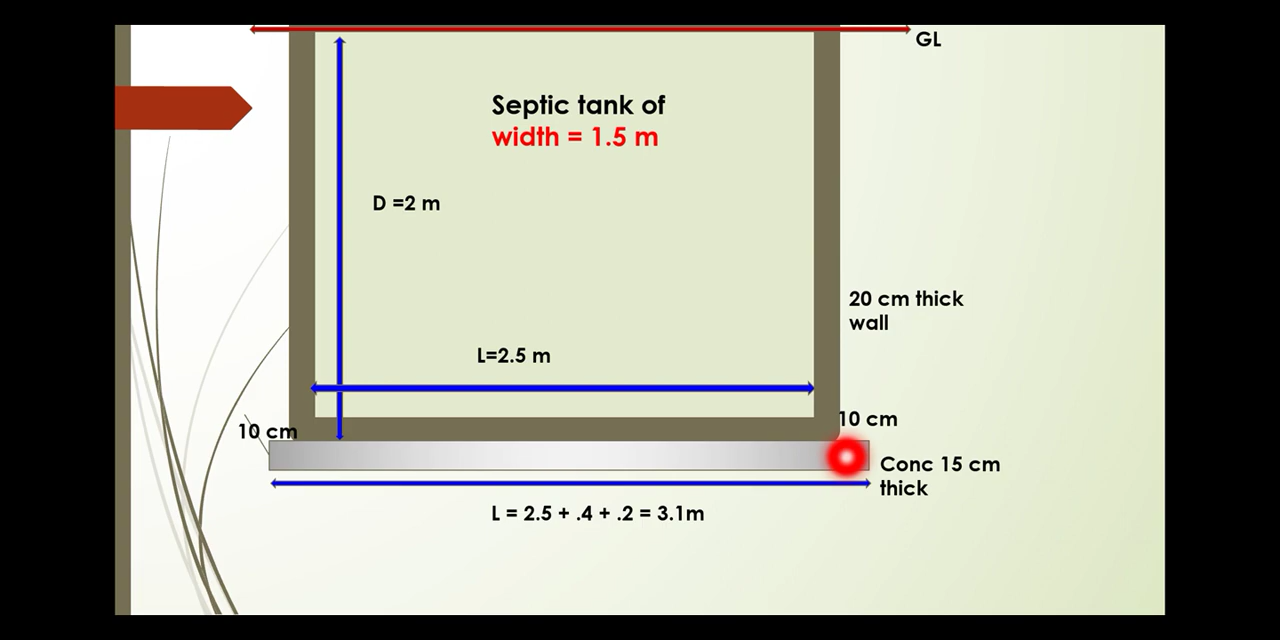 GL
Septic tank of
width = 1.5 m
D =2 m
20 cm thick
wall
L=2.5 m
10 cm
10 cm
Conc 15 cm
thick
L = 2.5 + .4 + .2 = 3.1m